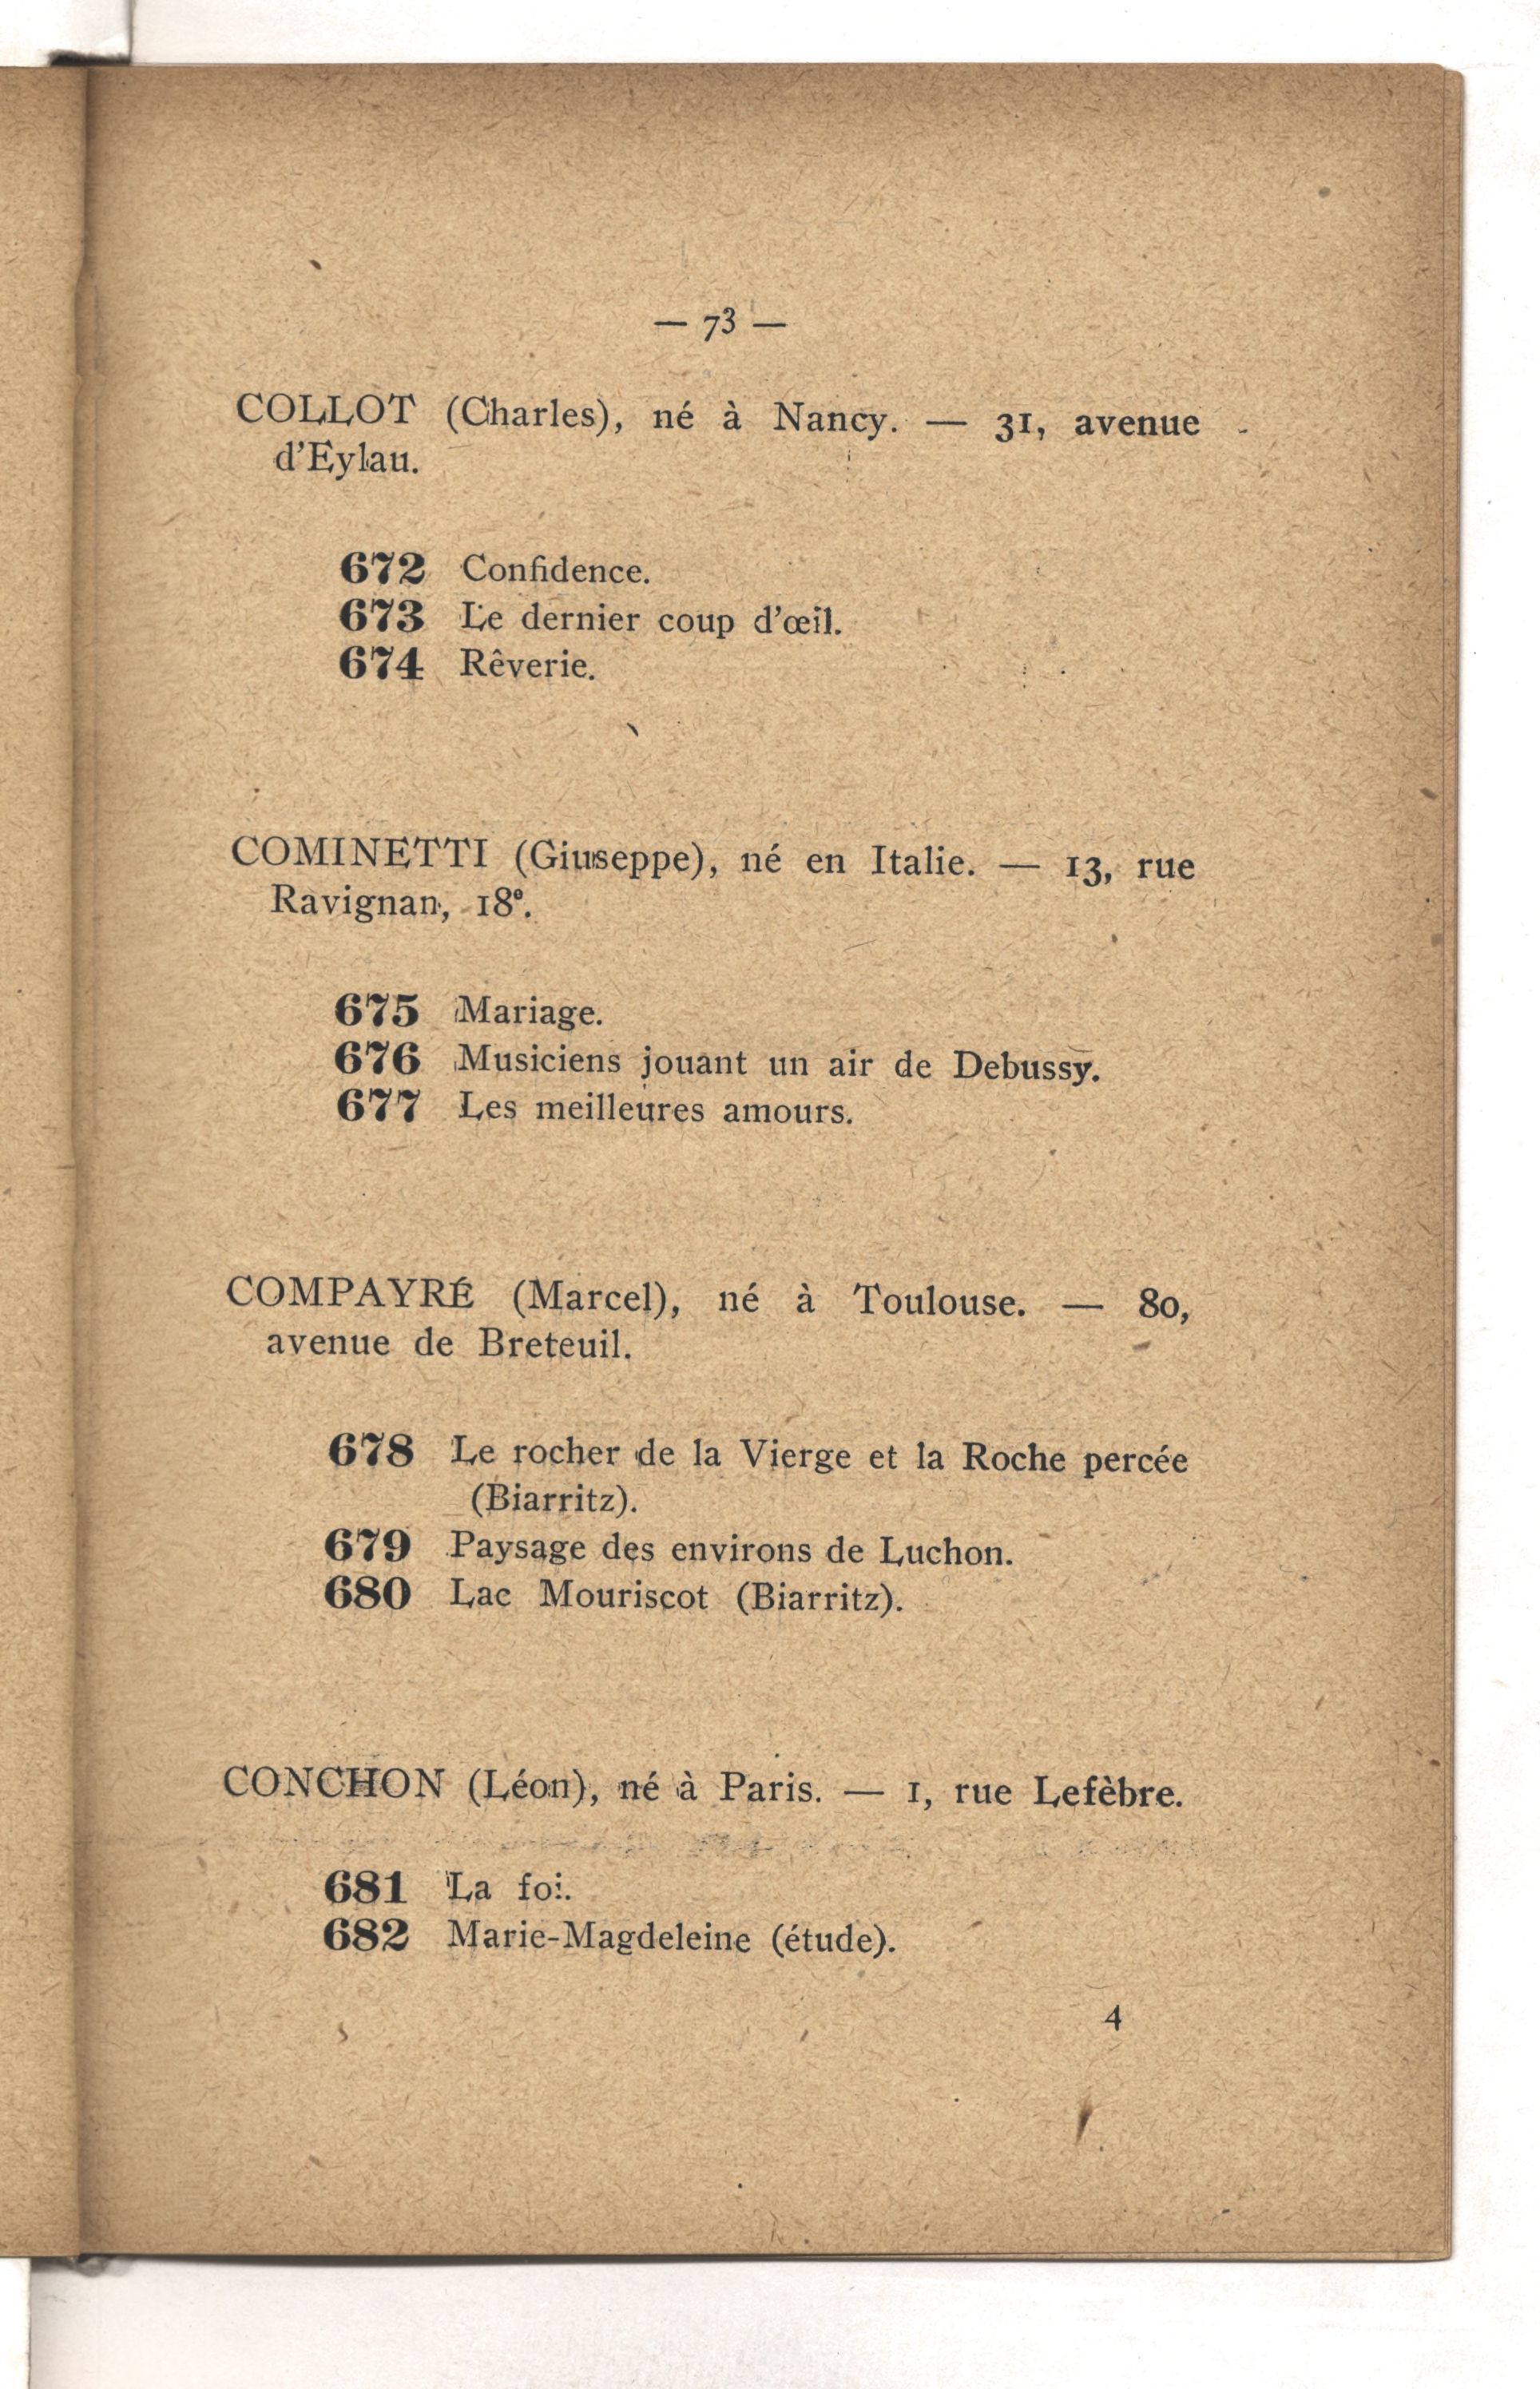 — 73 —
COLLOT (Charles), né à Nancy. — 31, avenue
d'Eylau.
672 Confidence.
673 Le dernier coup d'œil.
674 Rêverie.
COMINETTI (Giuseppe), né en Italie. — 13, rue
Ravignan, 18e.
675 Mariage.
676 Musiciens jouant un air de Debussy.
677 Les meilleures amours.
COMPAYRÉ (Marcel), né à Toulouse. — 80,
avenue de Breteuil.
678 Le rocher de la Vierge et la Roche percée
(Biarritz).
679 Paysage des environs de Luchon.
680 Lac Mouriscot (Biarritz).
CONCHON (Léon), né à Paris. — 1, rue Lefèbre.
681 La foi.
682 Marie-Magdeleine (étude).
4